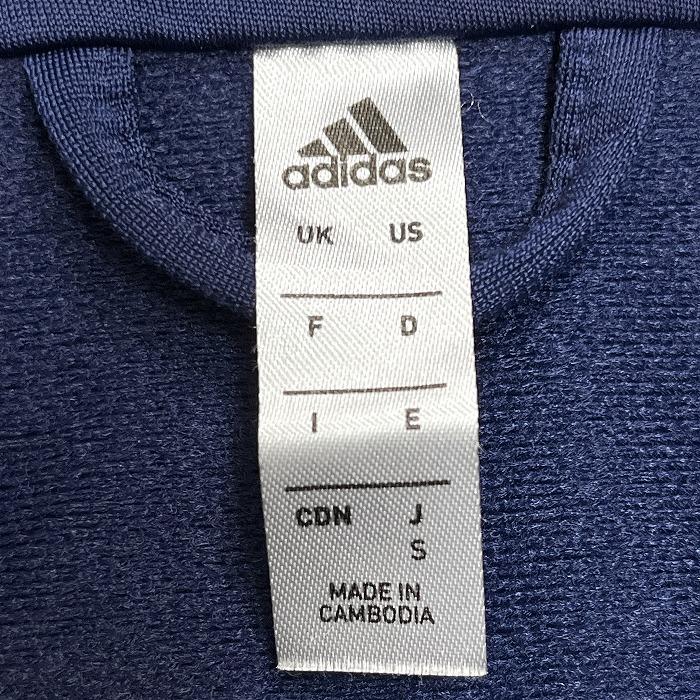 adidas
UK US
F D
I E
CDN J
S
MADE IN
CAMBODIA